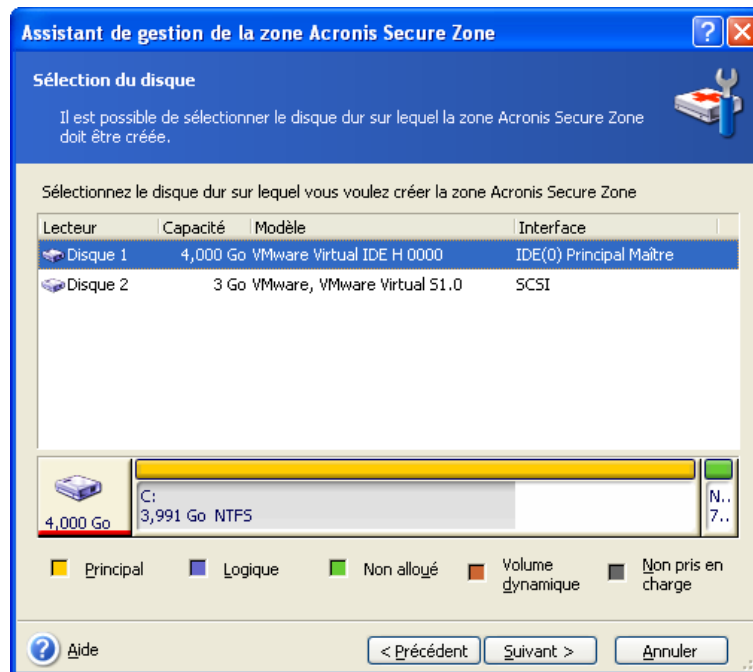 Assistant de gestion de la zone Acronis Secure Zone
Sélection du disque
Il est possible de sélectionner le disque dur sur lequel la zone Acronis Secure Zone
doit être créée.
Sélectionnez le disque dur sur lequel vous voulez créer la zone Acronis Secure Zone
Lecteur Capacité Modèle Interface
Disque 1 4,000 Go VMware Virtual IDE H 0000 IDE(0) Principal Maître
Disque 2 3 Go VMware, VMware Virtual S1.0 SCSI
4,000 Go
C:
3,991 Go NTFS
N..
7..
Principal
Logique
Non alloué
Volume
dynamique
Non pris en
charge
Aide
< Précédent
Suivant >
Annuler